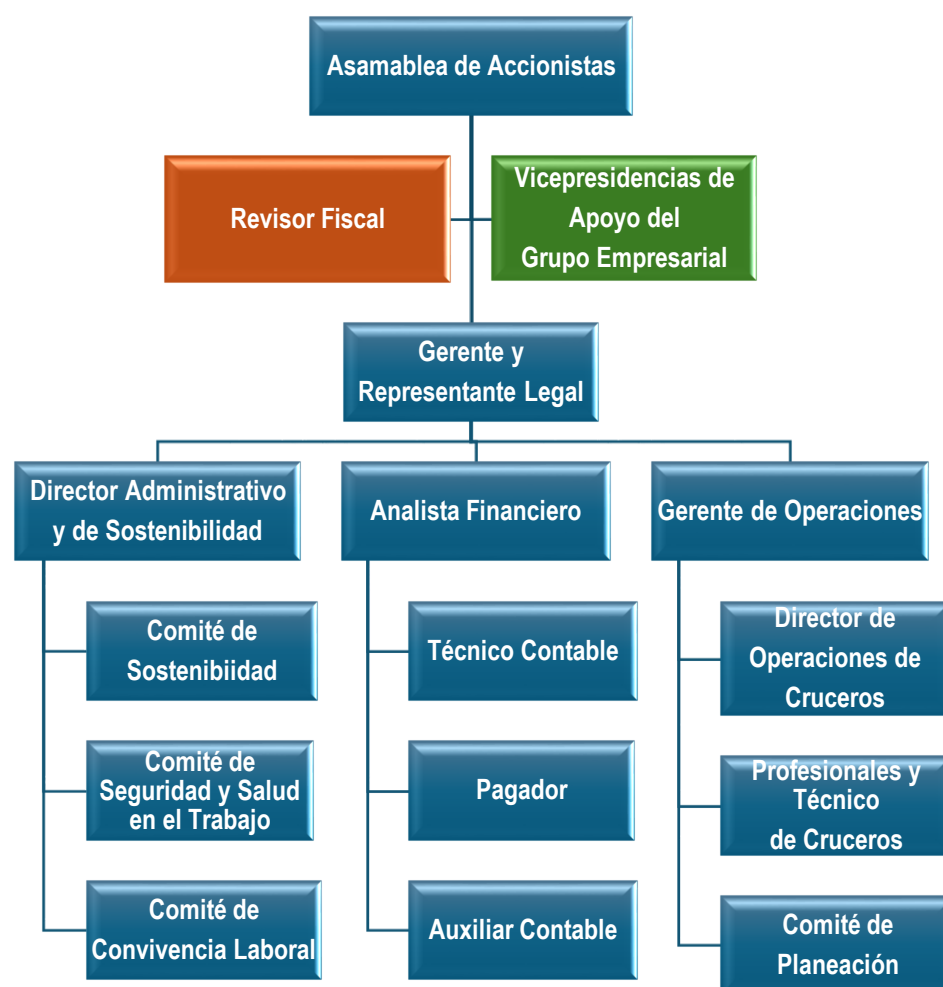 Asamablea de Accionistas
Revisor Fiscal
Vicepresidencias de
Apoyo del
Grupo Empresarial
Gerente y
Representante Legal
Director Administrativo
y de Sostenibilidad
Analista Financiero
Gerente de Operaciones
Comité de
Sostenibiidad
Comité de
Seguridad y Salud
en el Trabajo
Comité de
Convivencia Laboral
Técnico Contable
Pagador
Auxiliar Contable
Director de
Operaciones de
Cruceros
Profesionales y
Técnico
de Cruceros
Comité de
Planeación